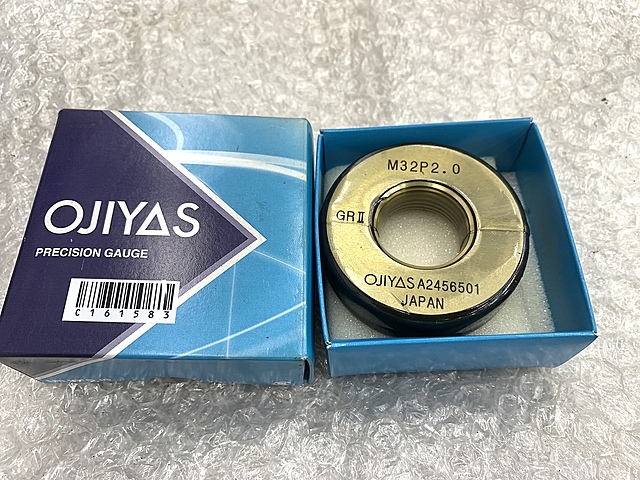 OJIYAS
PRECISION GAUGE
C161583
M32P2.0
GRⅡ
OJIYAS A2456501
JAPAN